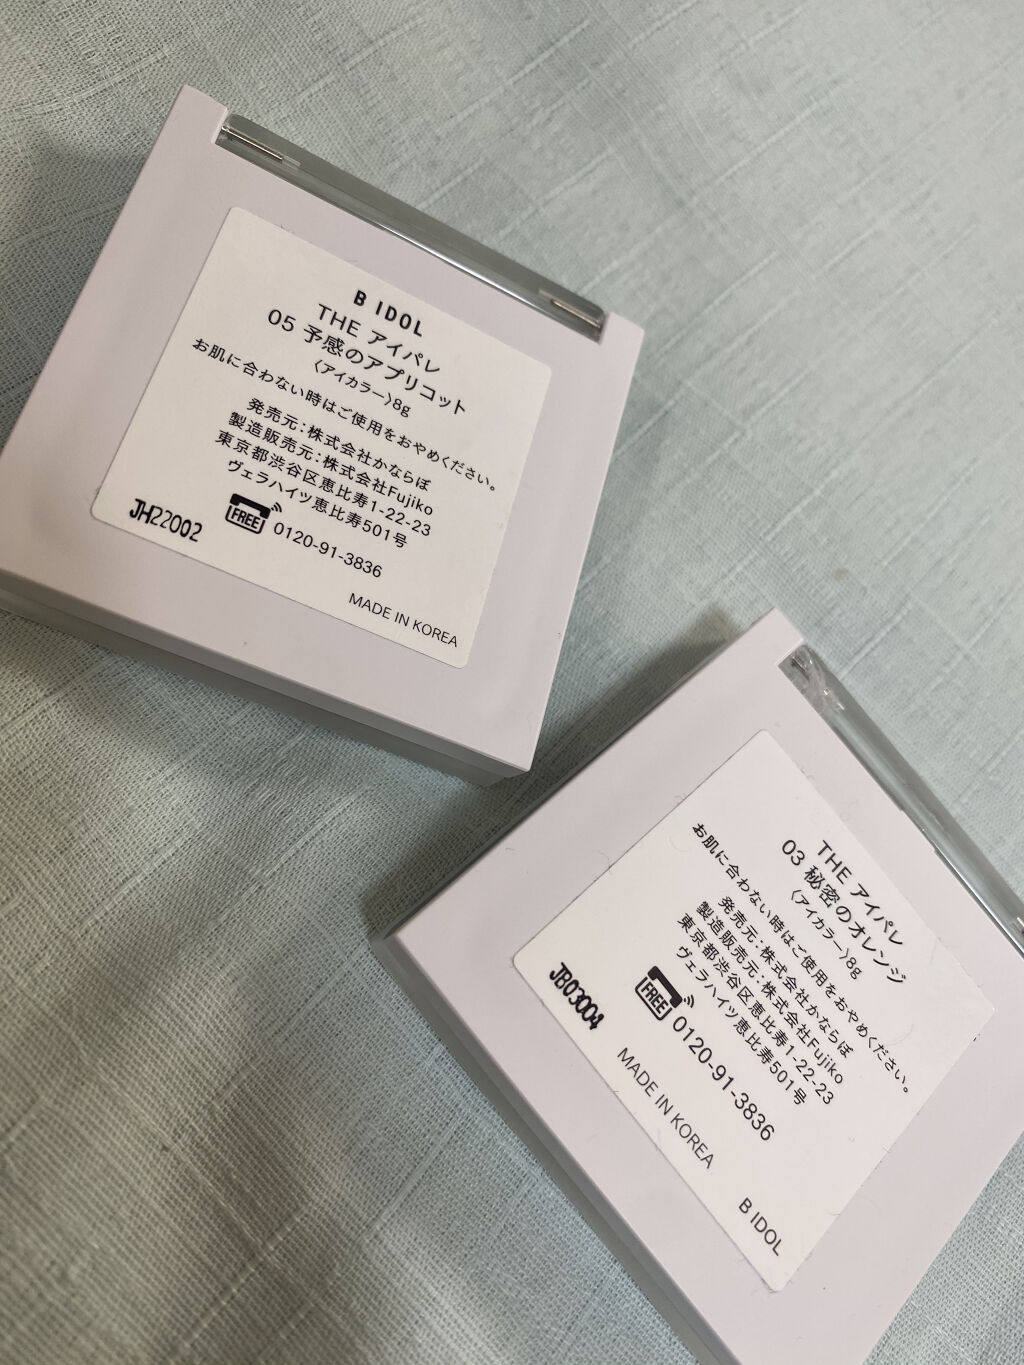 B IDOL
THE アイパレ
05 予感のアプリコット
〈アイカラー〉8g
お肌に合わない時はご使用をおやめください。
発売元：株式会社かならぼ
製造販売元：株式会社Fujiko
東京都渋谷区恵比寿1-22-23
ヴェラハイツ恵比寿501号
FREE 0120-91-3836
JH22002
MADE IN KOREA
THE アイパレ
03 秘密のオレンジ
〈アイカラー〉8g
お肌に合わない時はご使用をおやめください。
発売元：株式会社かならぼ
製造販売元：株式会社Fujiko
東京都渋谷区恵比寿1-22-23
ヴェラハイツ恵比寿501号
FREE 0120-91-3836
JB03004
MADE IN KOREA
B IDOL